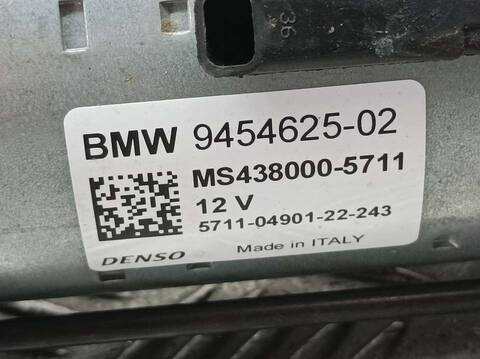 36
BMW 9454625-02
MS438000-5711
12 V
5711-04901-22-243
DENSO Made in ITALY